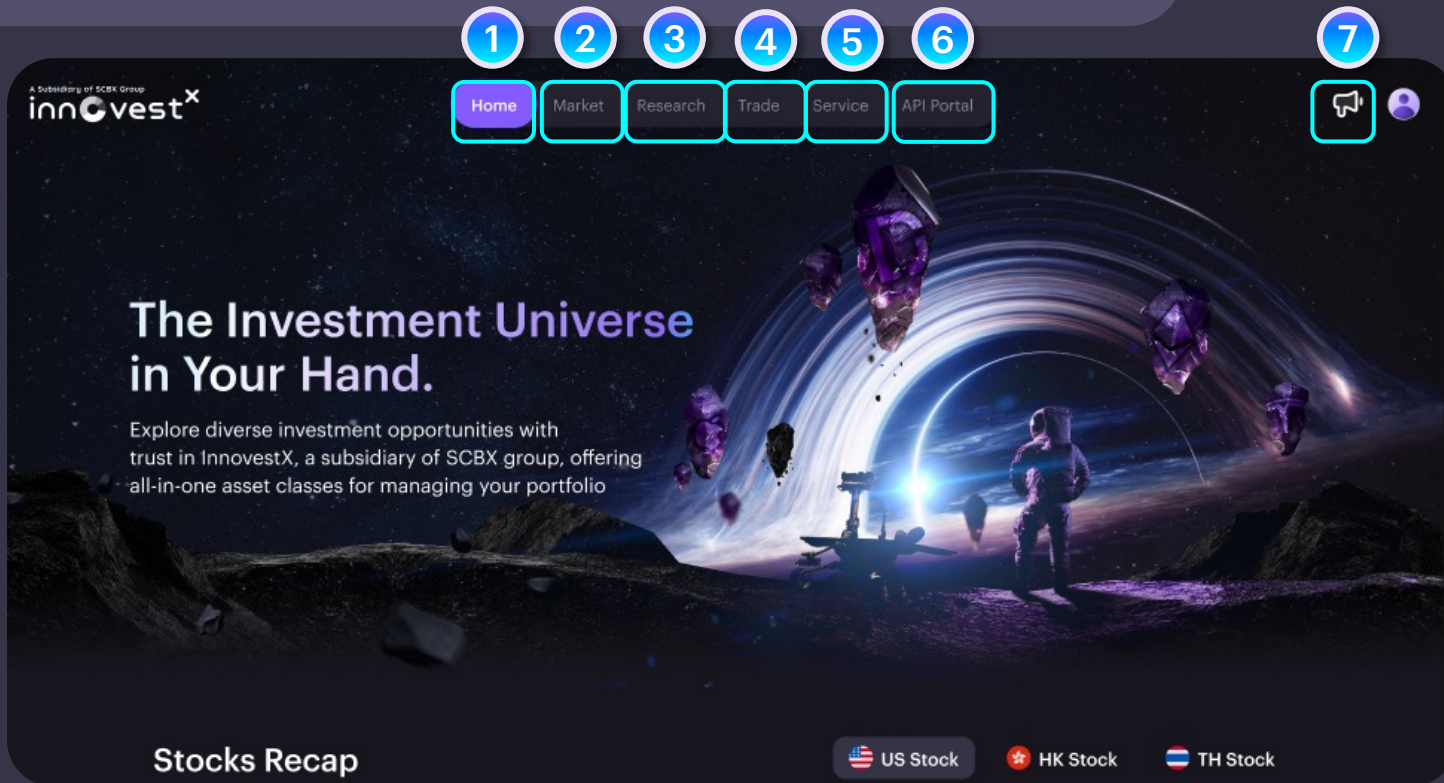 1 2 3 4 5 6 7
A Subsidiary of SCBX Group
innovestx
Home Market Research Trade Service API Portal
The Investment Universe
in Your Hand.
Explore diverse investment opportunities with
trust in InnovestX, a subsidiary of SCBX group, offering
all-in-one asset classes for managing your portfolio
Stocks Recap
US Stock HK Stock TH Stock